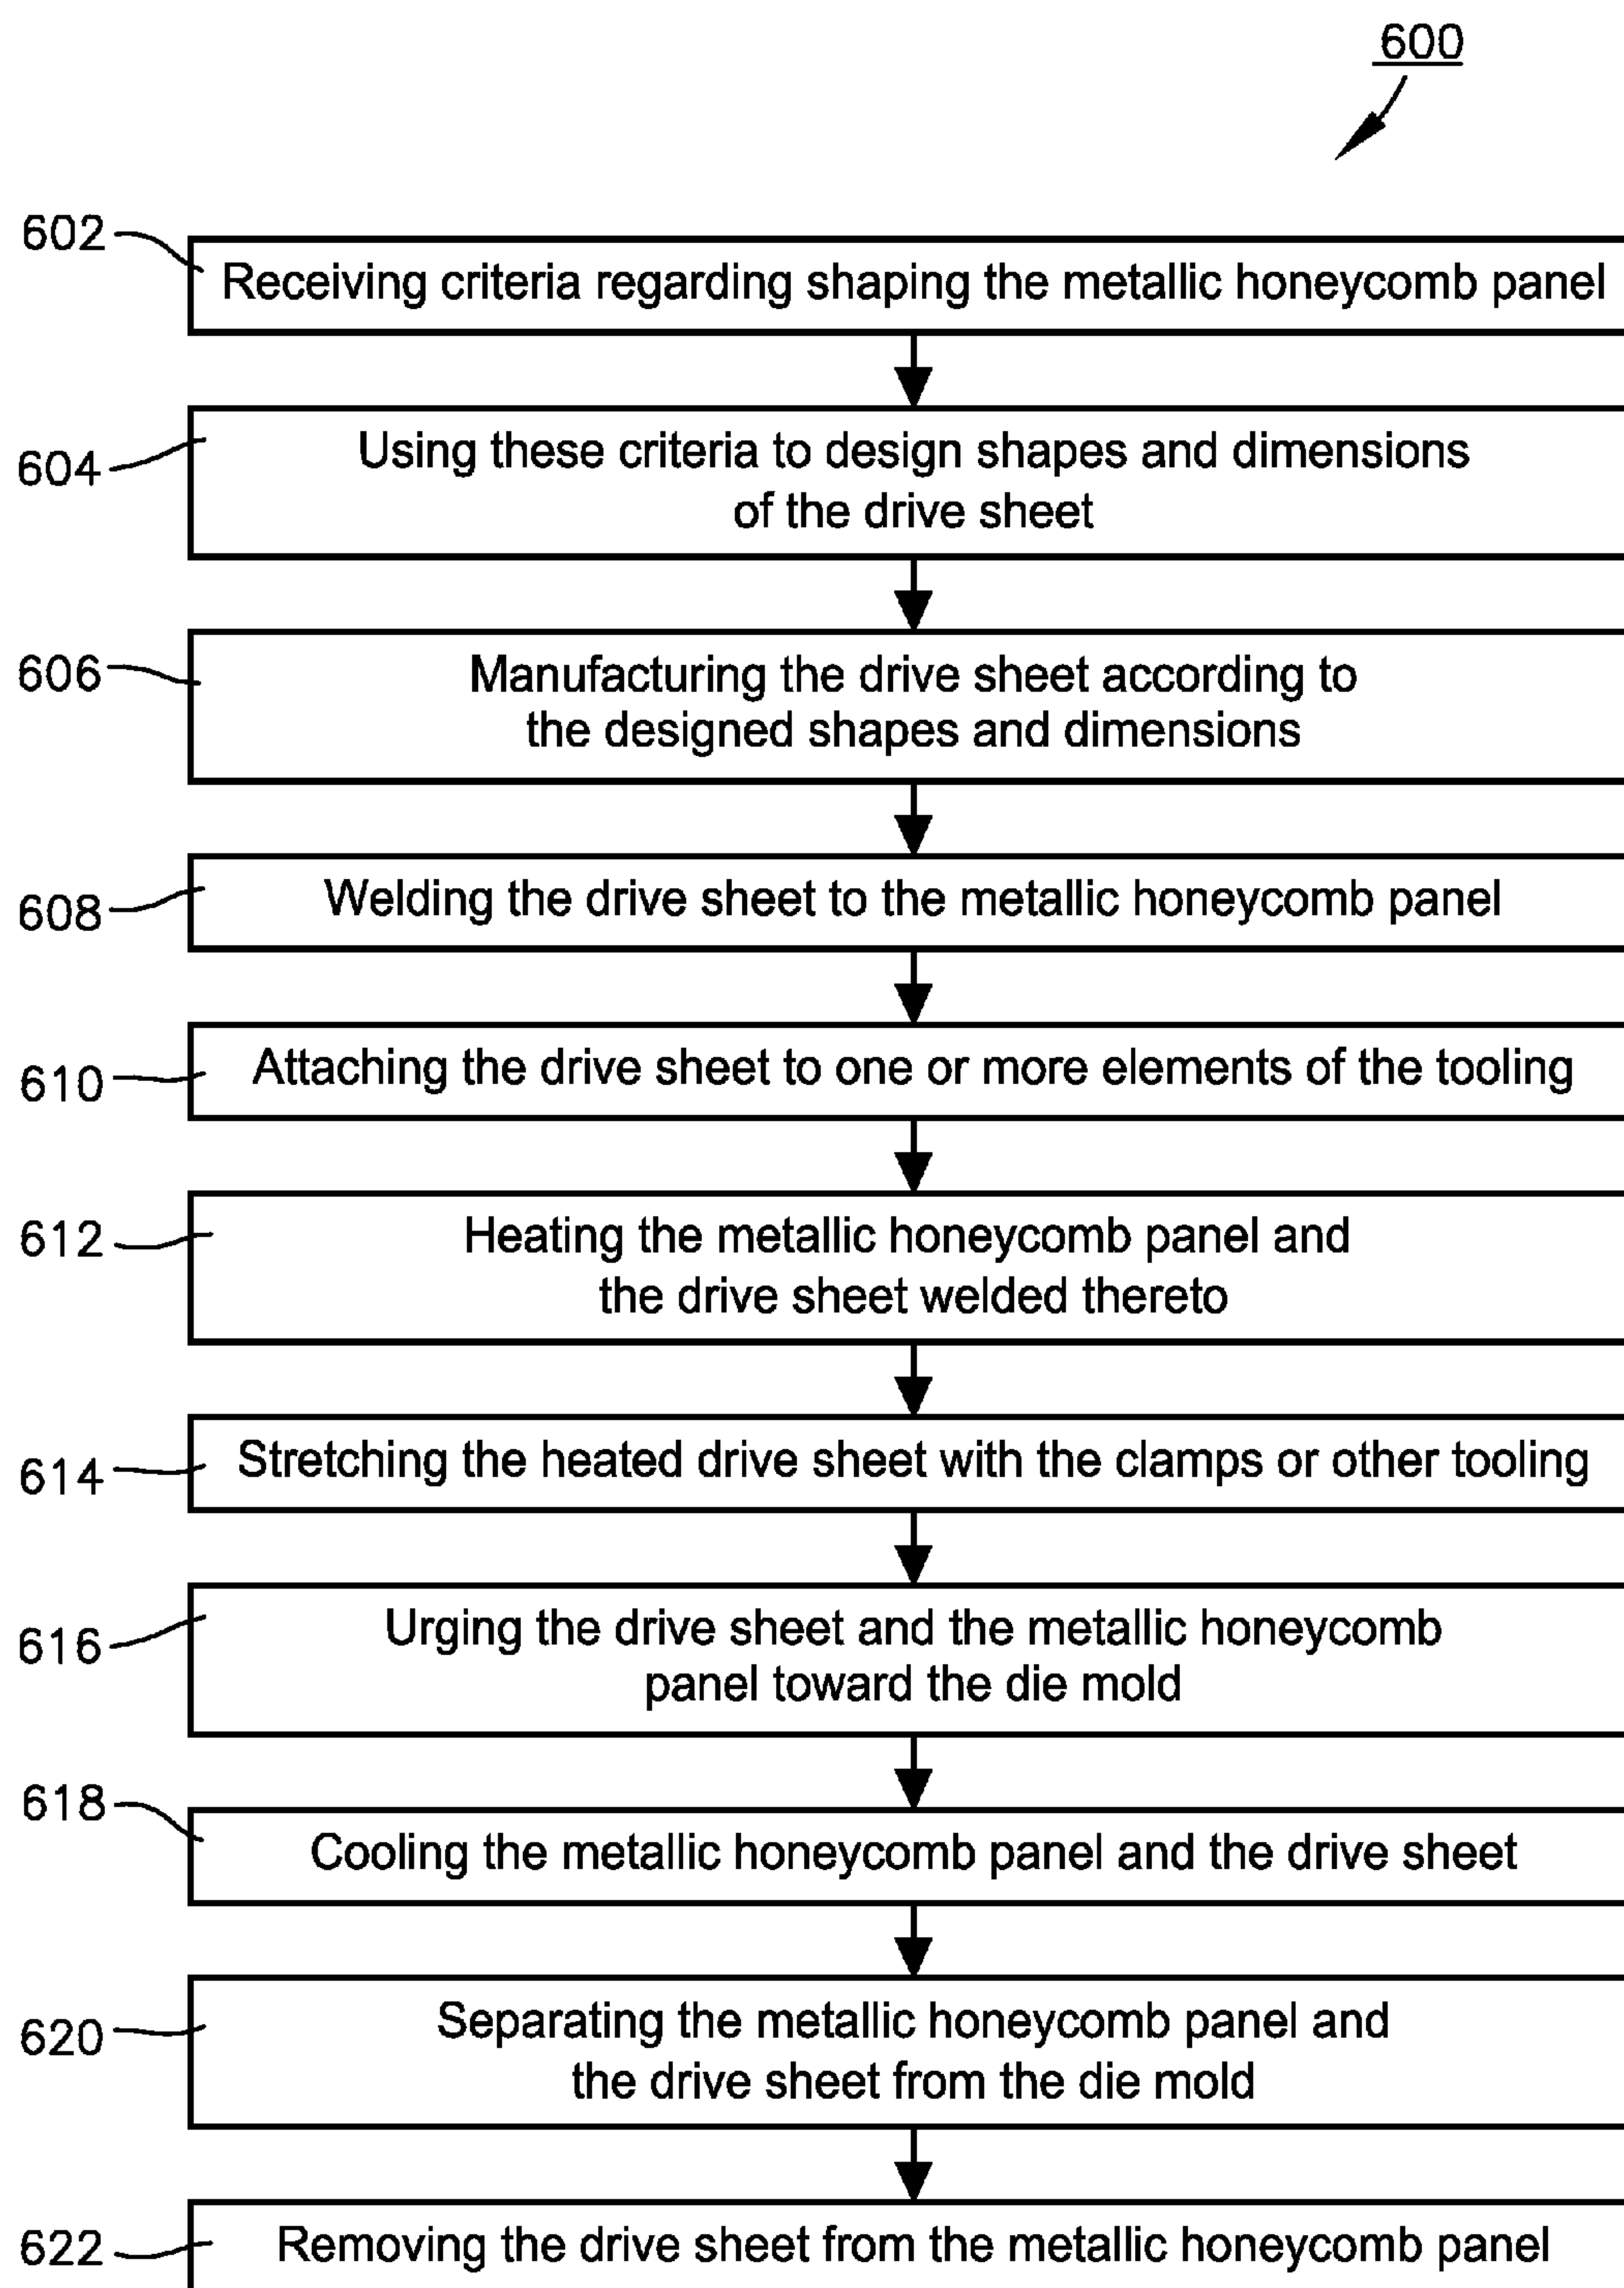 600
602
Receiving criteria regarding shaping the metallic honeycomb panel
604
Using these criteria to design shapes and dimensions
of the drive sheet
606
Manufacturing the drive sheet according to
the designed shapes and dimensions
608
Welding the drive sheet to the metallic honeycomb panel
610
Attaching the drive sheet to one or more elements of the tooling
612
Heating the metallic honeycomb panel and
the drive sheet welded thereto
614
Stretching the heated drive sheet with the clamps or other tooling
616
Urging the drive sheet and the metallic honeycomb
panel toward the die mold
618
Cooling the metallic honeycomb panel and the drive sheet
620
Separating the metallic honeycomb panel and
the drive sheet from the die mold
622
Removing the drive sheet from the metallic honeycomb panel